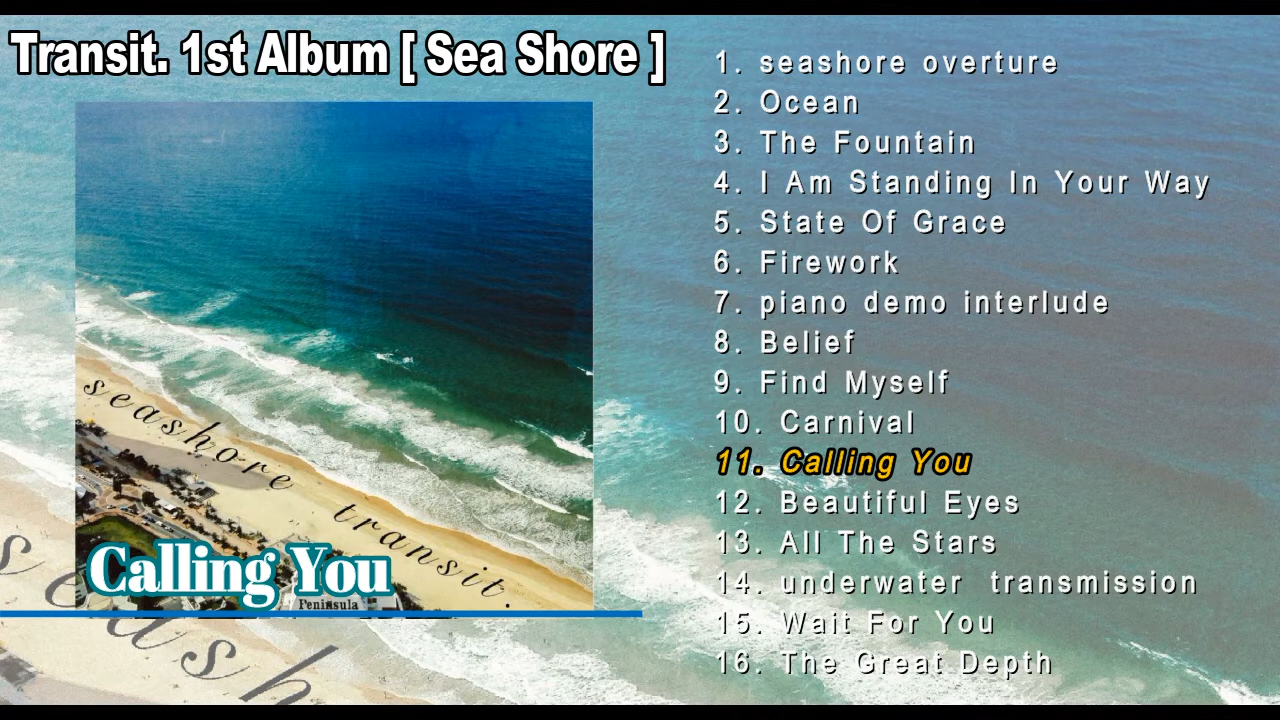 Transit. 1st Album [ Sea Shore ]
1. seashore overture
2. Ocean
3. The Fountain
4. I Am Standing In Your Way
5. State Of Grace
6. Firework
7. piano demo interlude
8. Belief
9. Find Myself
10. Carnival
11. Calling You
12. Beautiful Eyes
13. All The Stars
14. underwater transmission
15. Wait For You
16. The Great Depth
seashore transit.
Calling You
Peninsula
seash